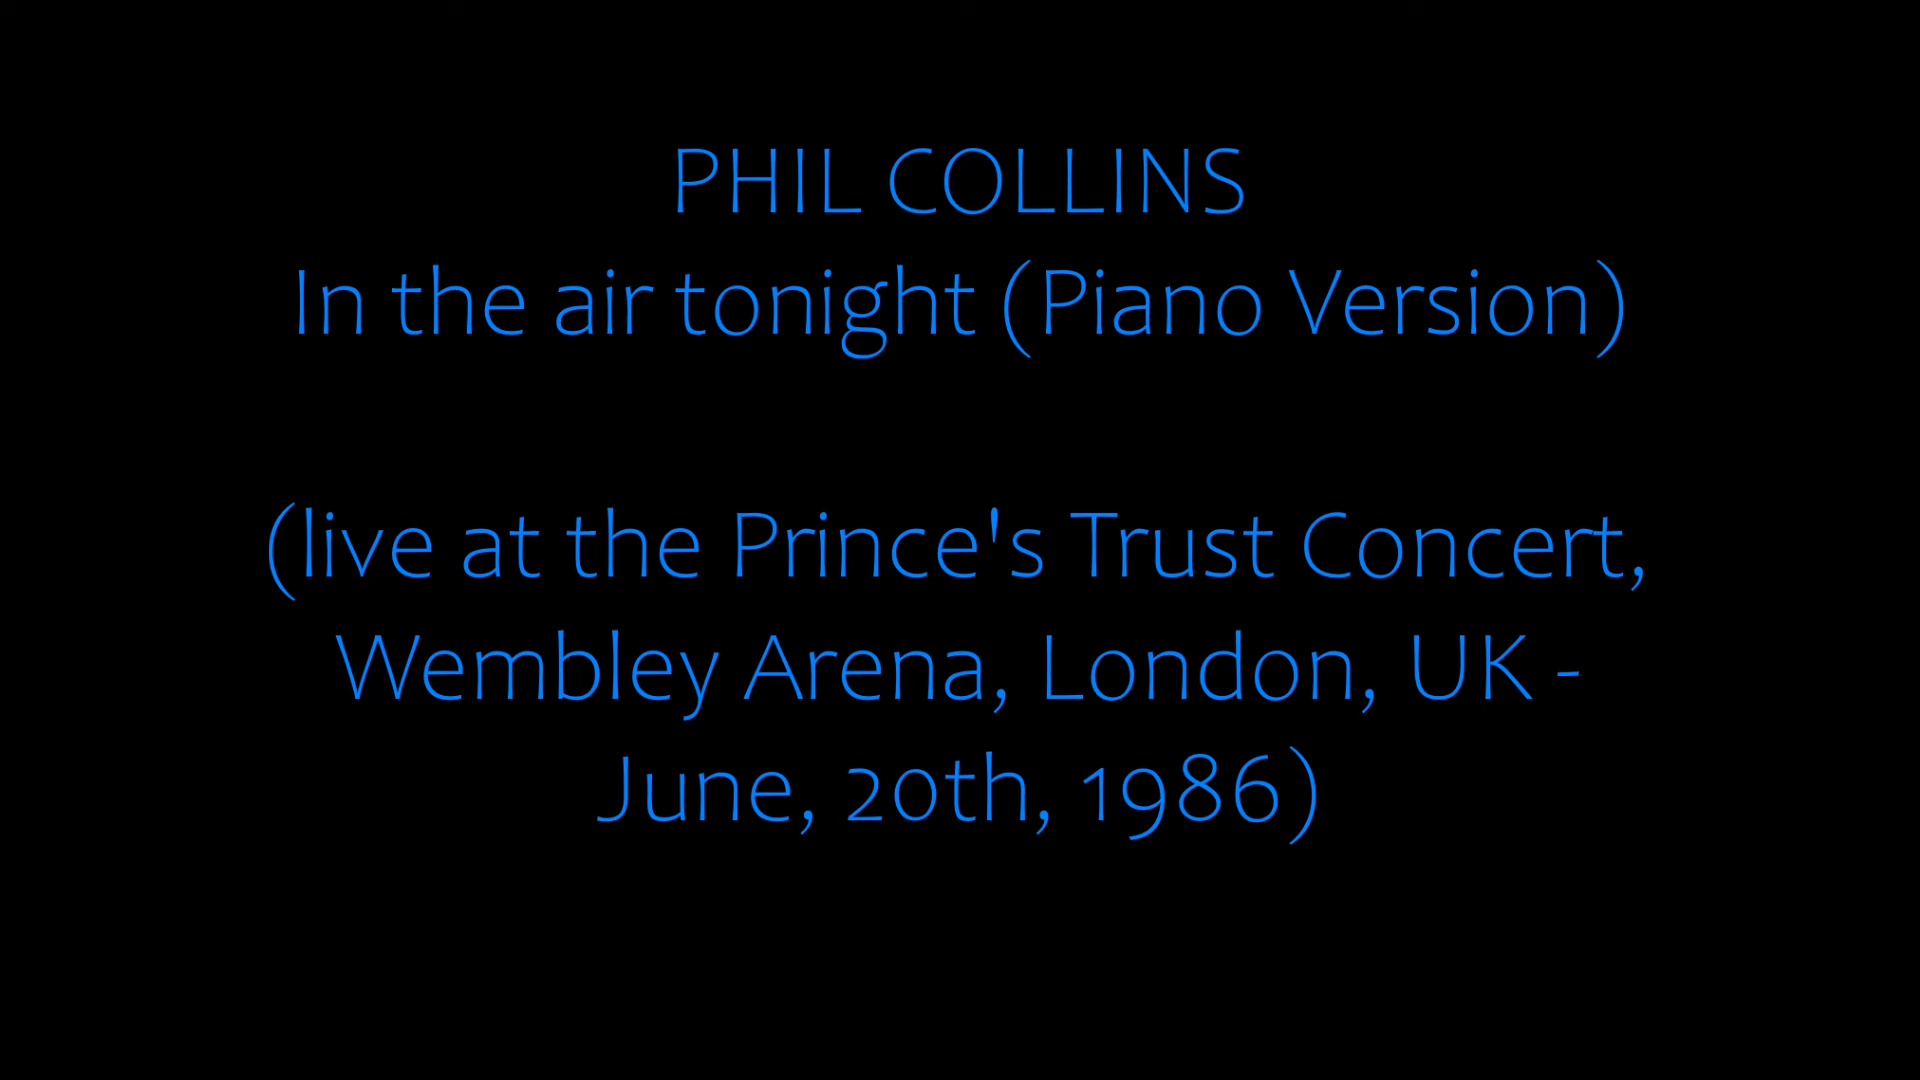 PHIL COLLINS
In the air tonight (Piano Version)
(live at the Prince's Trust Concert,
Wembley Arena, London, UK -
June, 20th, 1986)